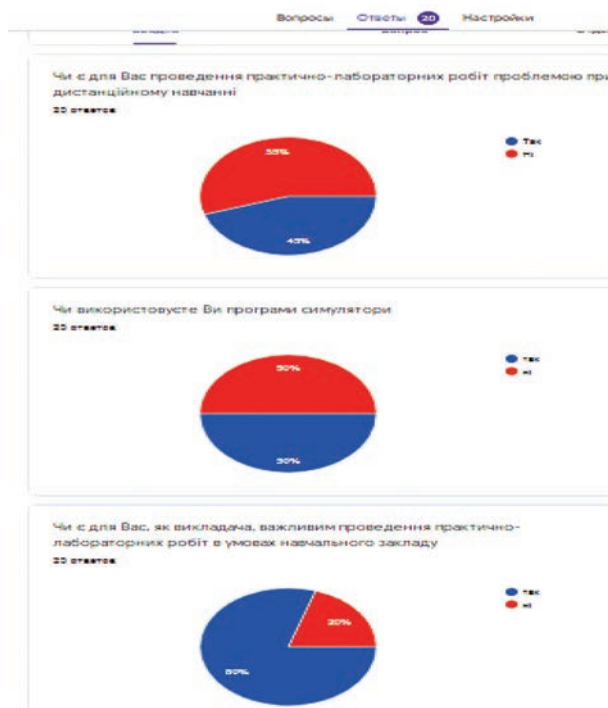 Вопросы Ответы 20 Настройки
Вопрос
Чи є для Вас проведення практично-лабораторних робіт проблемою при
дистанційному навчанні
20 ответов
55%
45%
Так
Ні
Чи використовуєте Ви програми симулятори
20 ответов
50%
50%
так
ні
Чи є для Вас, як викладача, важливим проведення практично-
лабораторних робіт в умовах навчального закладу
20 ответов
20%
80%
так
ні